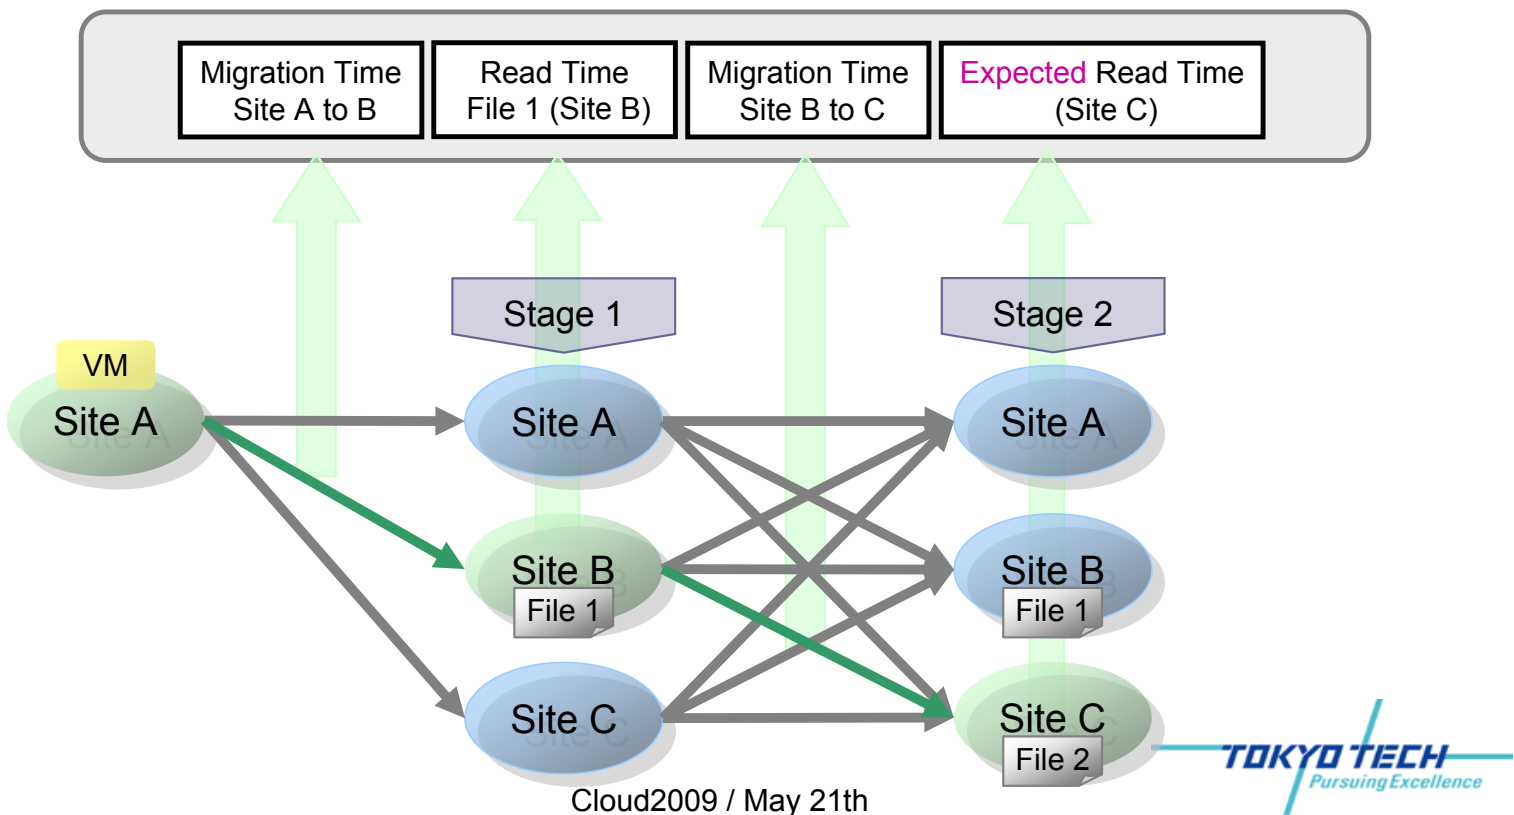 Migration Time
Site A to B
Read Time
File 1 (Site B)
Migration Time
Site B to C
Expected Read Time
(Site C)
Stage 1
Stage 2
VM
Site A
Site A
Site A
Site B
File 1
Site B
File 1
Site C
Site C
File 2
Cloud2009 / May 21th
TOKYO TECH
Pursuing Excellence